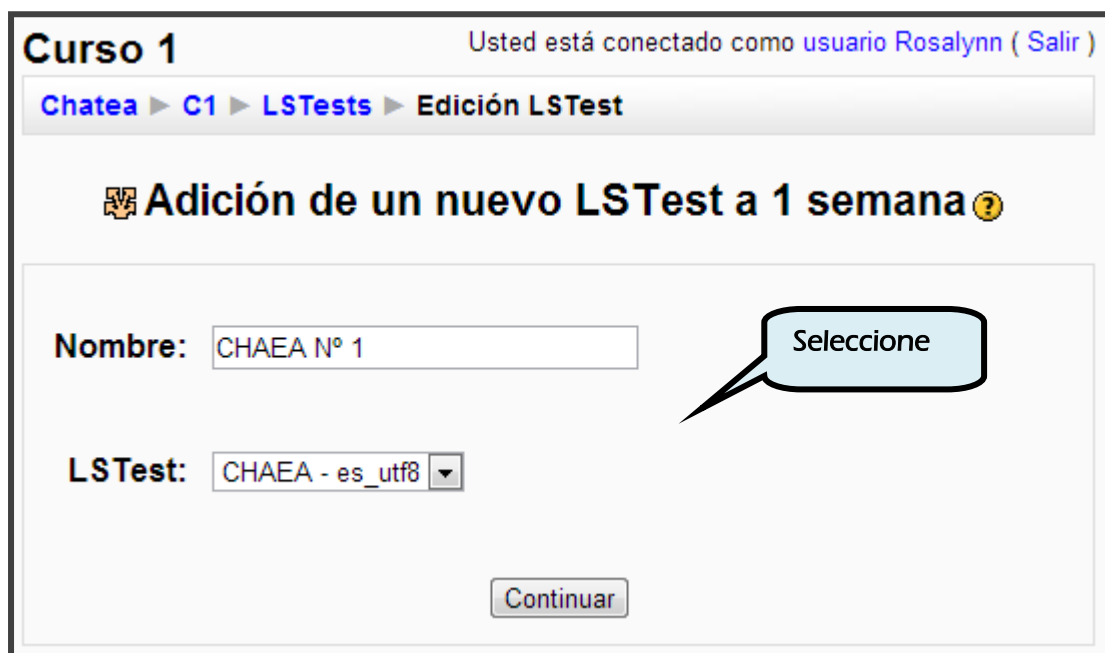 Curso 1
Usted está conectado como usuario Rosalynn ( Salir )
Chatea ► C1 ► LSTests ► Edición LSTest
Adición de un nuevo LSTest a 1 semana ?
Nombre: CHAEA Nº 1
Seleccione
LSTest: CHAEA - es_utf8
Continuar